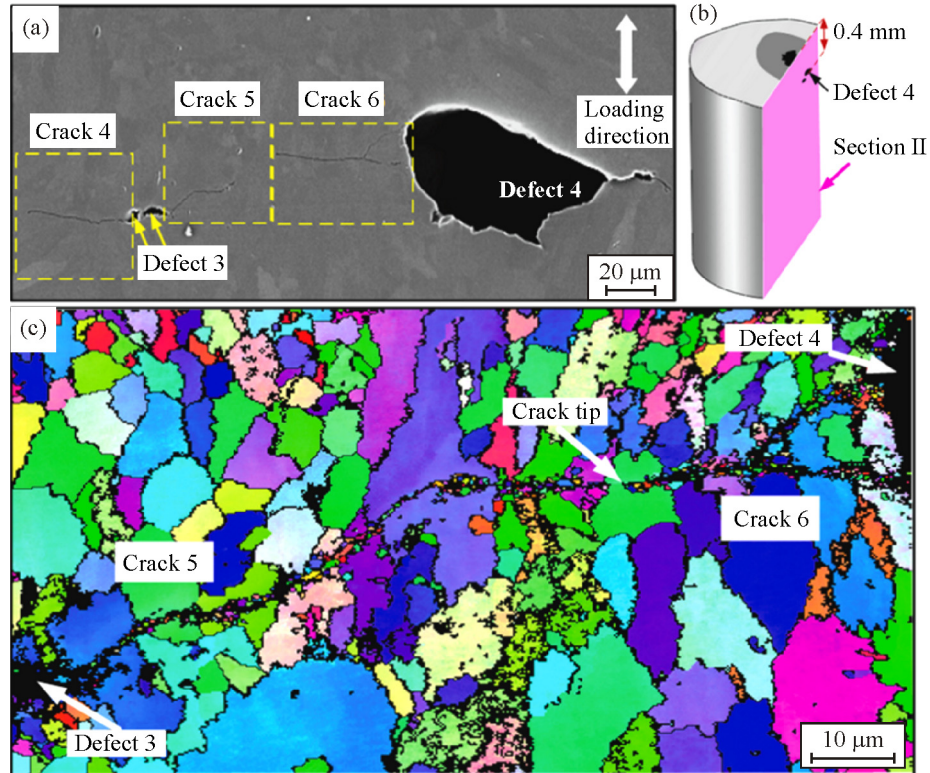 (a)
Crack 4
Crack 5
Crack 6
Loading
direction
Defect 4
Defect 3
20 μm
(b)
0.4 mm
Defect 4
Section II
(c)
Defect 4
Crack tip
Crack 5
Crack 6
Defect 3
10 μm